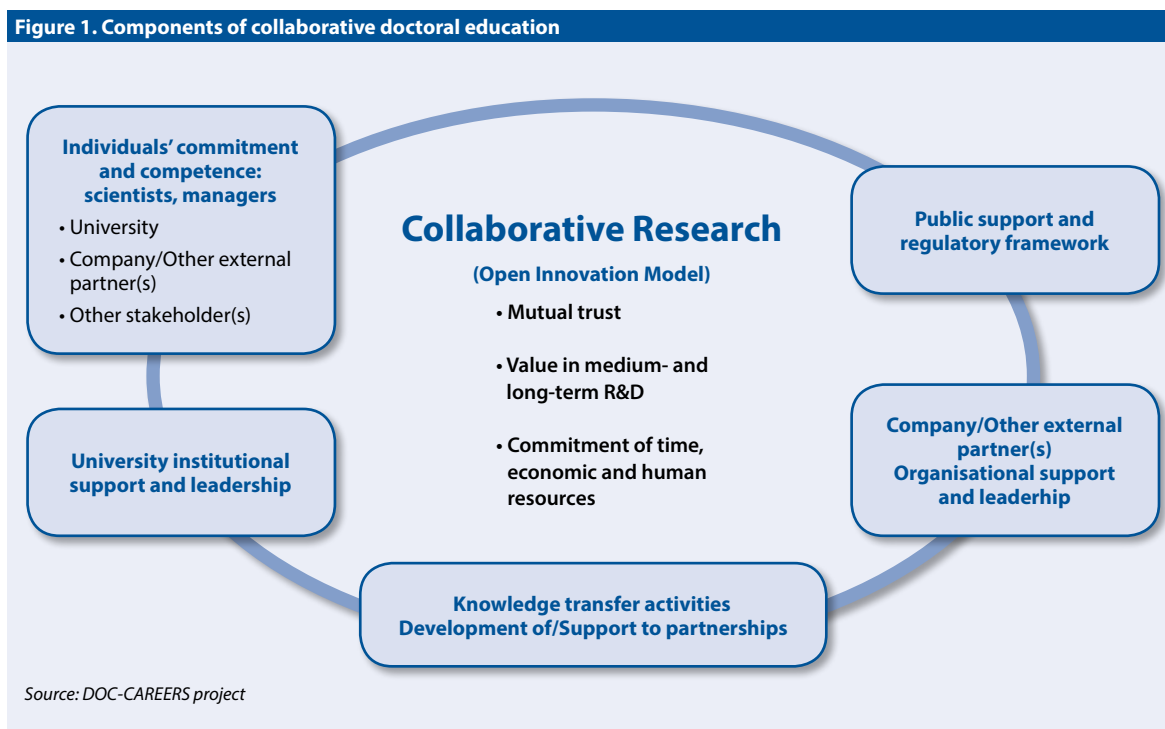 Figure 1. Components of collaborative doctoral education
Individuals’ commitment
and competence:
scientists, managers
• University
• Company/Other external
partner(s)
• Other stakeholder(s)
Collaborative Research
(Open Innovation Model)
• Mutual trust
• Value in medium- and
long-term R&D
• Commitment of time,
economic and human
resources
Public support and
regulatory framework
University institutional
support and leadership
Company/Other external
partner(s)
Organisational support
and leaderhip
Knowledge transfer activities
Development of/Support to partnerships
Source: DOC-CAREERS project